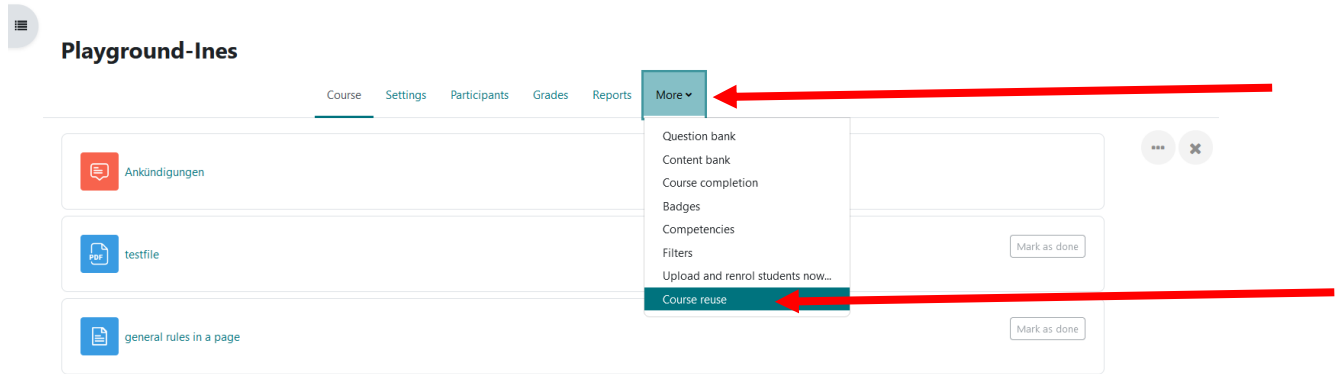 Playground-Ines
Course Settings Participants Grades Reports More
Question bank
Content bank
Course completion
Badges
Competencies
Filters
Upload and renrol students now...
Course reuse
Ankündigungen
PDF
testfile
Mark as done
general rules in a page
Mark as done